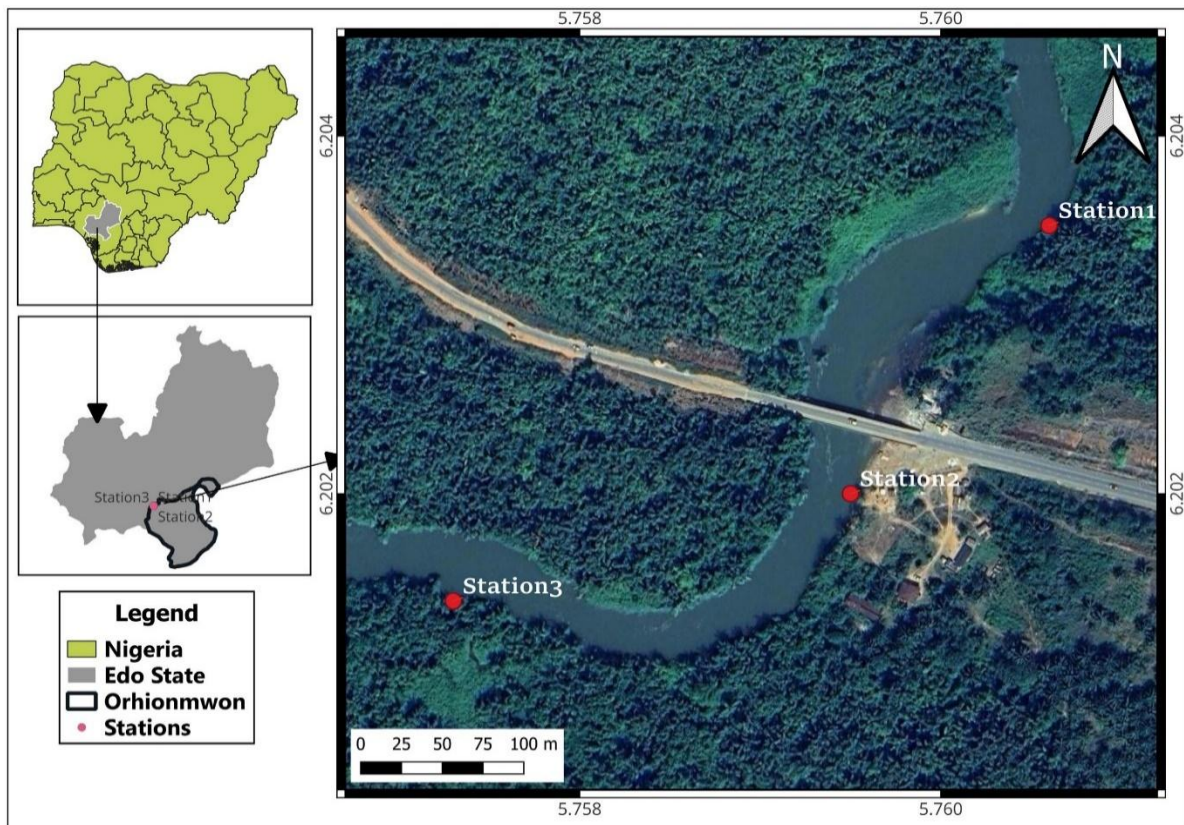 5.758
5.760
6.204
6.204
N
Station1
6.202
6.202
Station2
Station3
Station3
Station1
Station2
Legend
Nigeria
Edo State
Orhionmwon
Stations
0 25 50 75 100 m
5.758
5.760